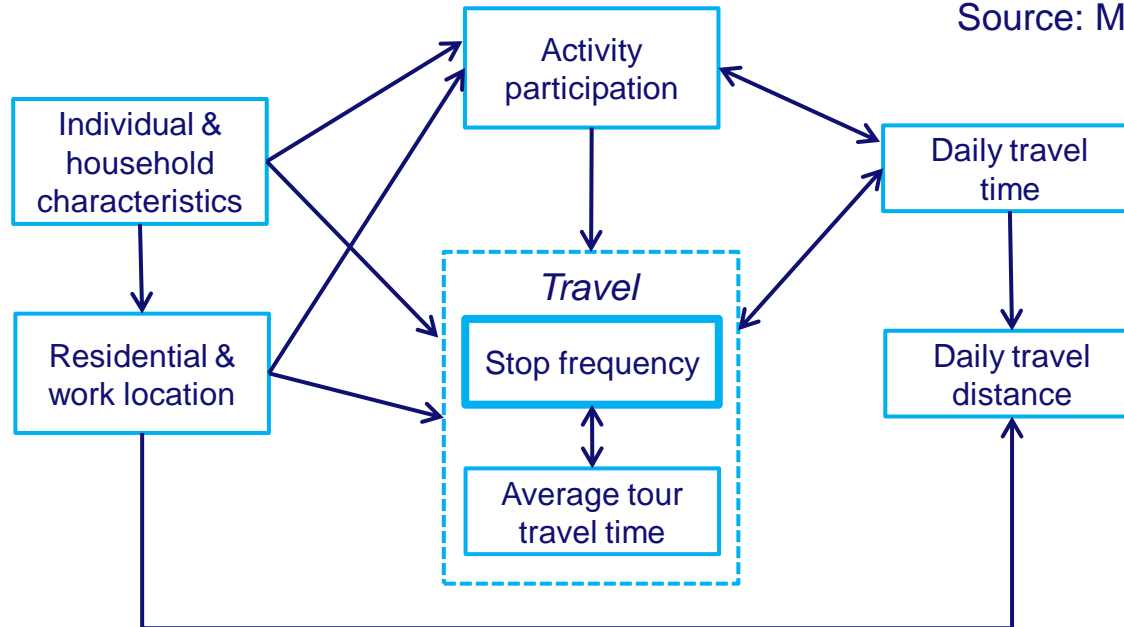 Source: M
Activity
participation
Individual &
household
characteristics
Daily travel
time
Travel
Residential &
work location
Stop frequency
Daily travel
distance
Average tour
travel time